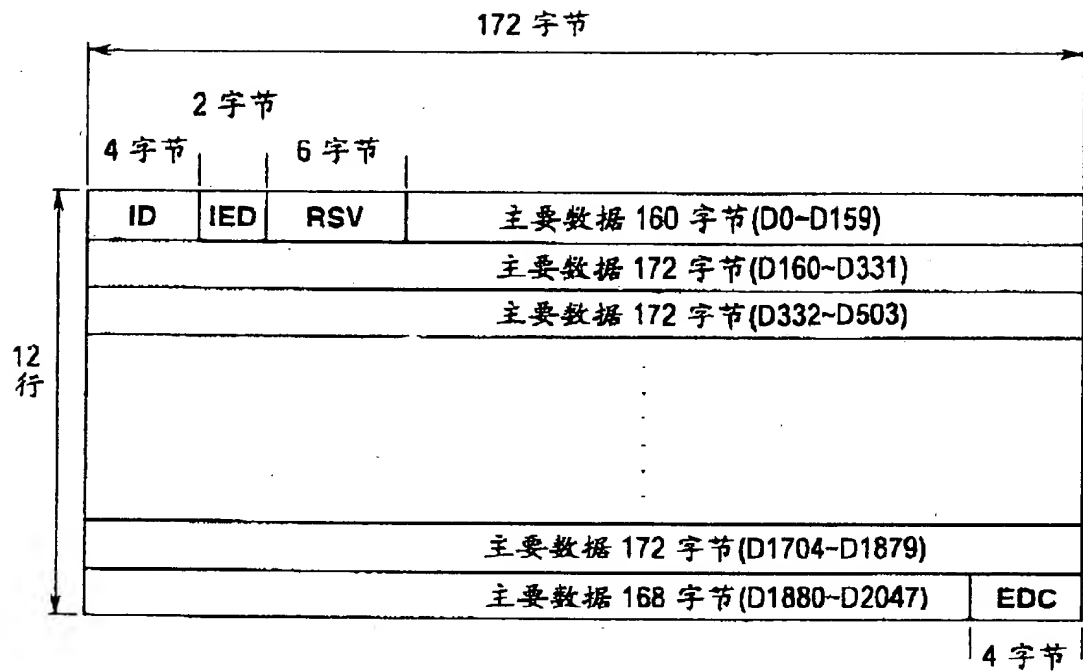 172 字节
2 字节
4 字节 6 字节
ID IED RSV 主要数据 160 字节(D0~D159)
主要数据 172 字节(D160~D331)
主要数据 172 字节(D332~D503)
12
行
主要数据 172 字节(D1704~D1879)
主要数据 168 字节(D1880~D2047) EDC
4 字节